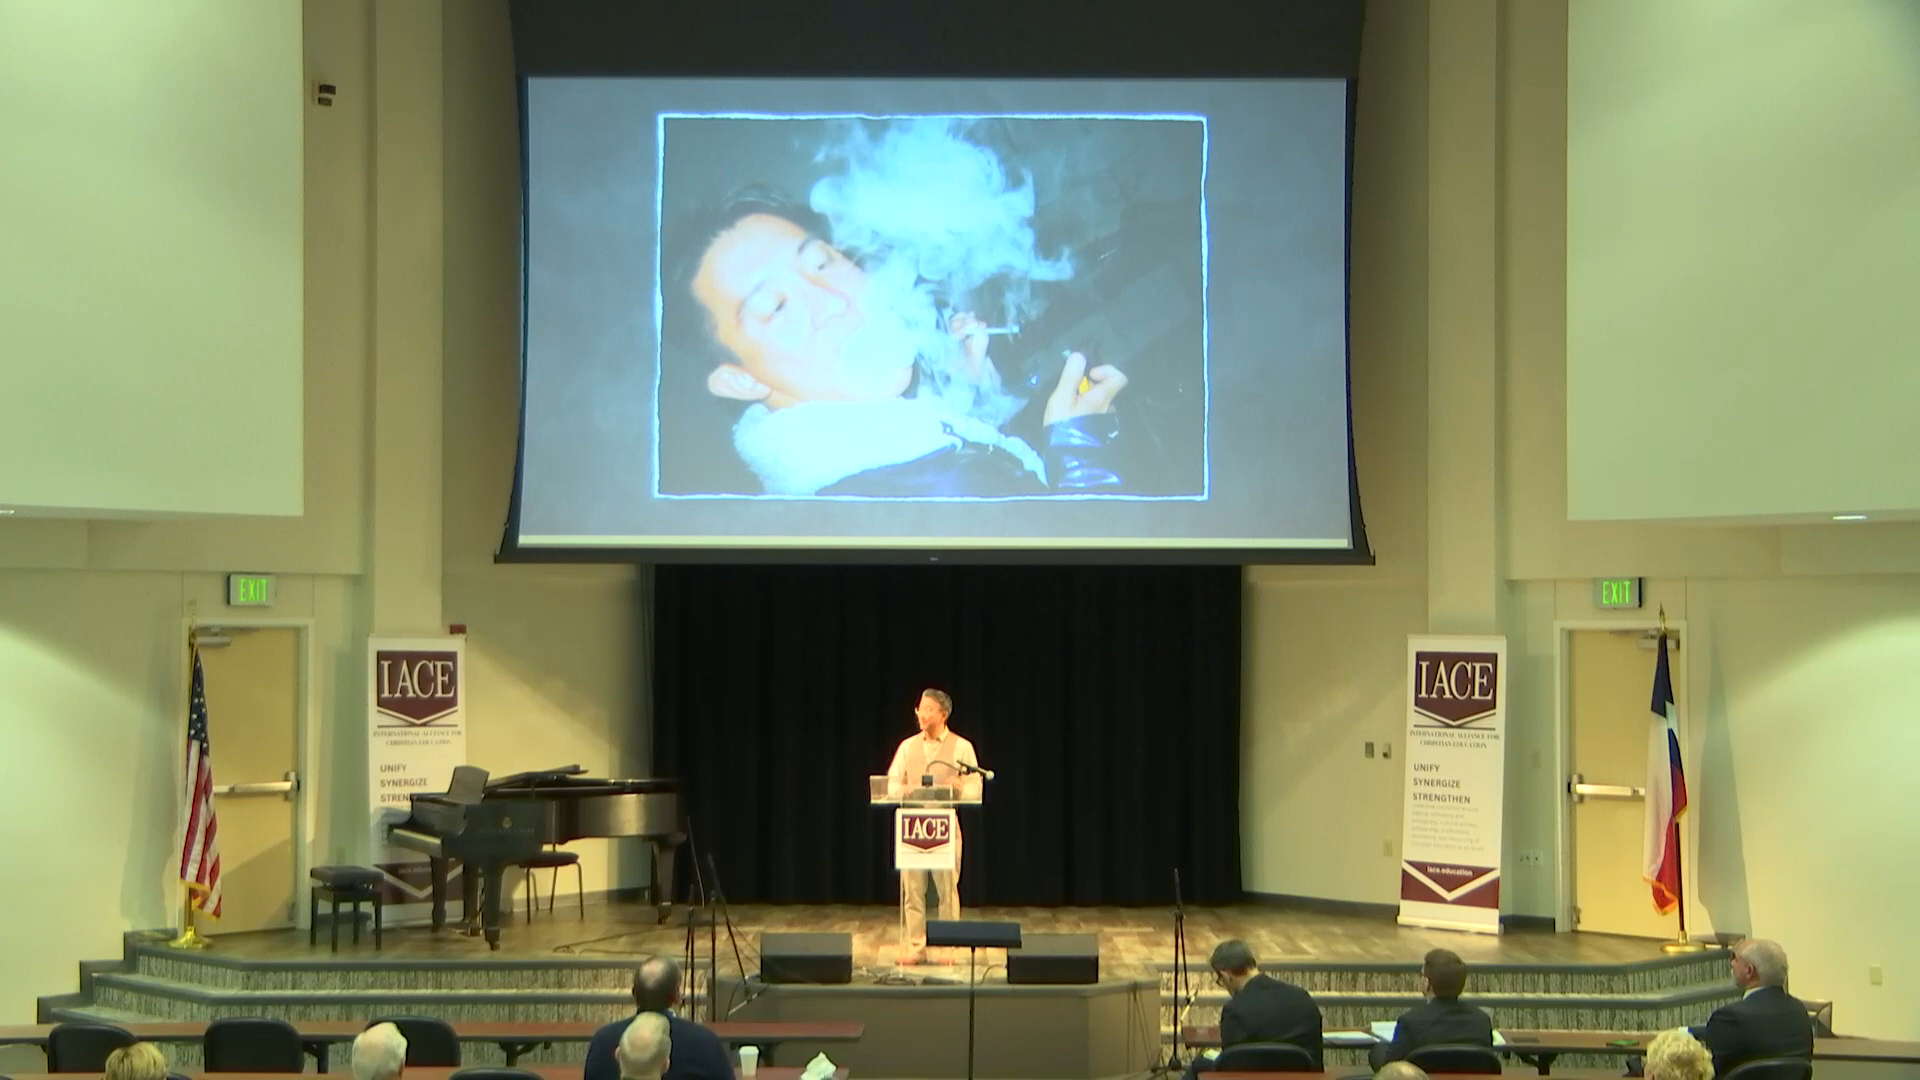 EXIT
EXIT
IACE
INTERNATIONAL ALLIANCE FOR
CHRISTIAN EDUCATION
UNIFY
SYNERGIZE
STREN
IACE
IACE
INTERNATIONAL ALLIANCE FOR
CHRISTIAN EDUCATION
UNIFY
SYNERGIZE
STRENGTHEN
iace.education